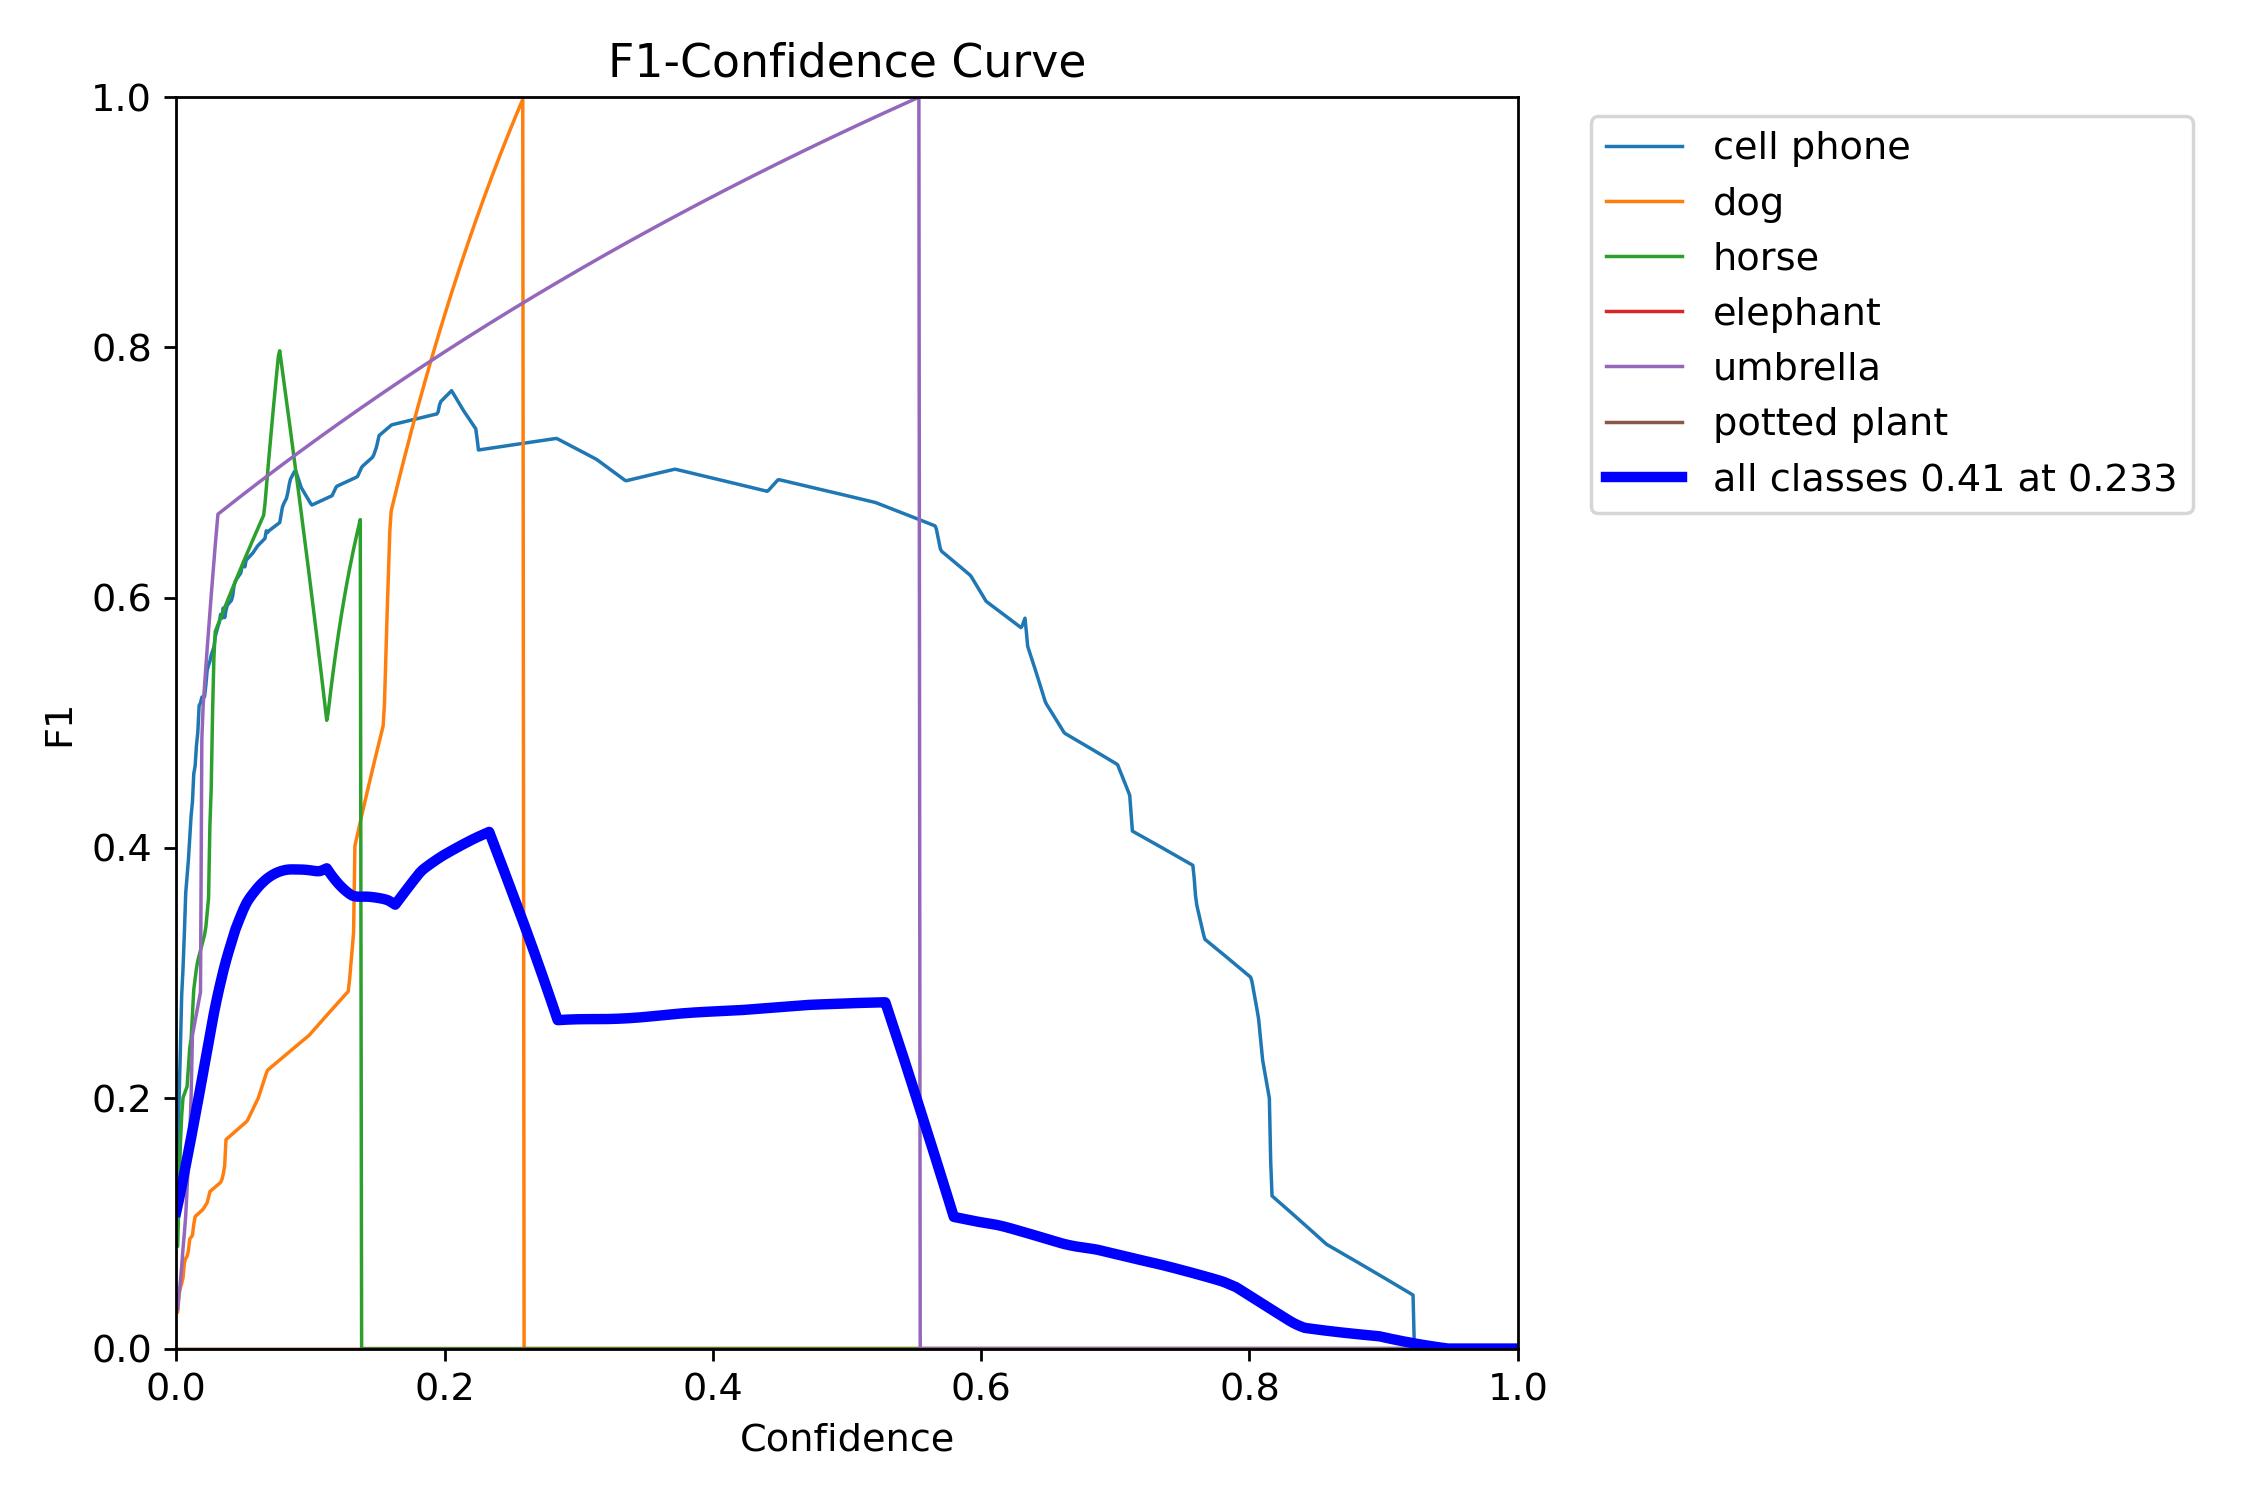 F1-Confidence Curve
1.0
0.8
0.6
0.4
0.2
0.0
F1
0.0 0.2 0.4 0.6 0.8 1.0
Confidence
cell phone
dog
horse
elephant
umbrella
potted plant
all classes 0.41 at 0.233